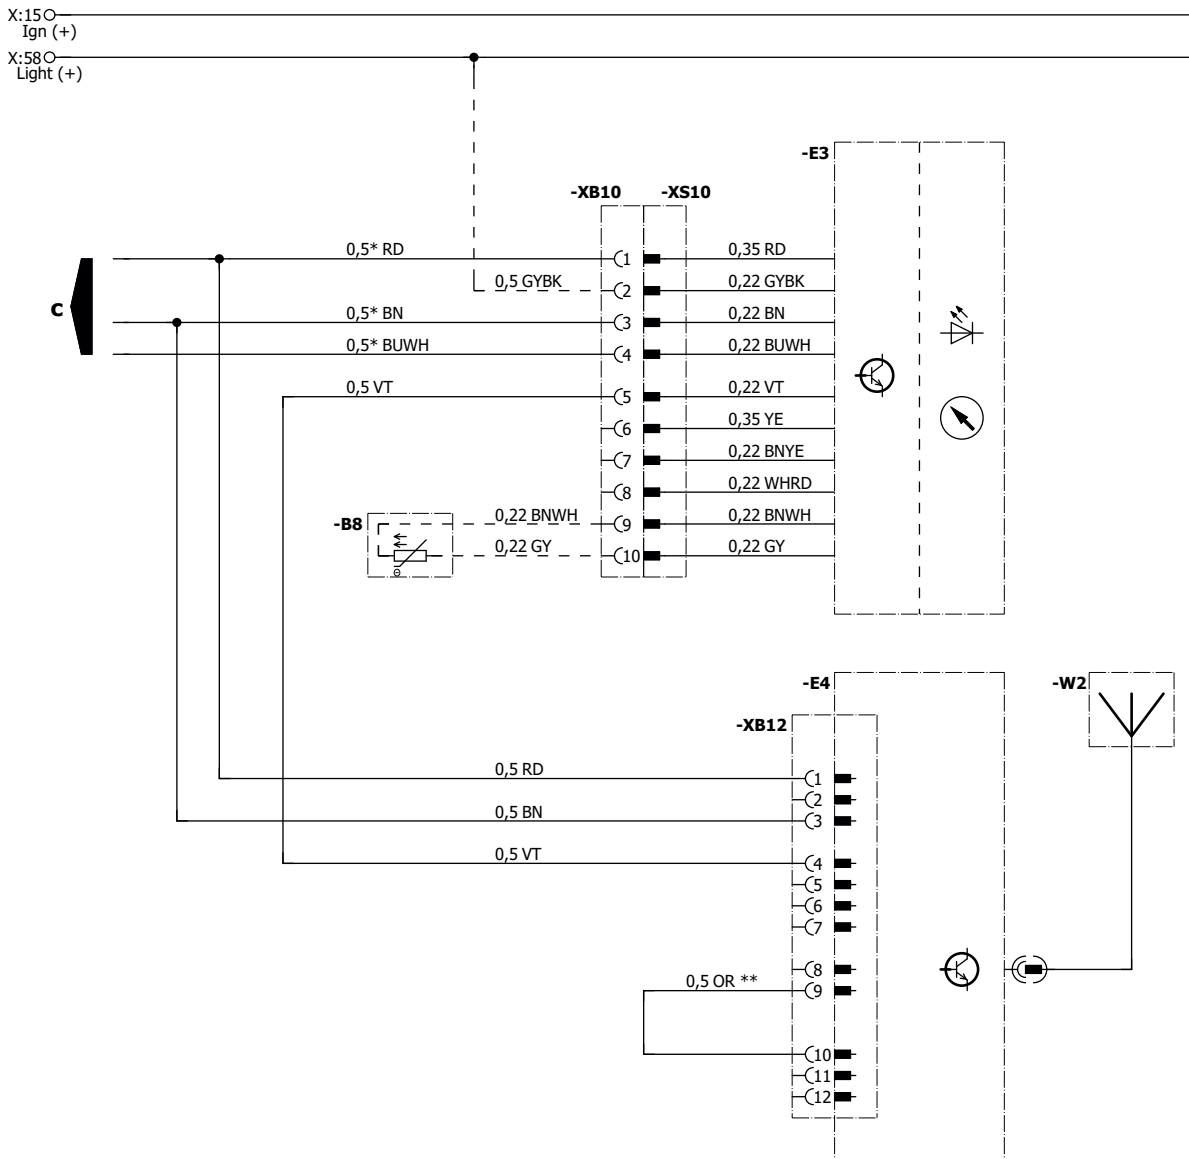 X:15
Ign (+)
X:58
Light (+)
-E3
-XB10 -XS10
0,5* RD 1 0,35 RD
0,5 GYBK 2 0,22 GYBK
C
0,5* BN 3 0,22 BN
0,5* BUWH 4 0,22 BUWH
0,5 VT 5 0,22 VT
6 0,35 YE
7 0,22 BNYE
8 0,22 WHRD
-B8 0,22 BNWH 9 0,22 BNWH
0,22 GY 10 0,22 GY
-E4 -W2
-XB12
0,5 RD 1
2
0,5 BN 3
0,5 VT 4
5
6
7
8
0,5 OR ** 9
10
11
12